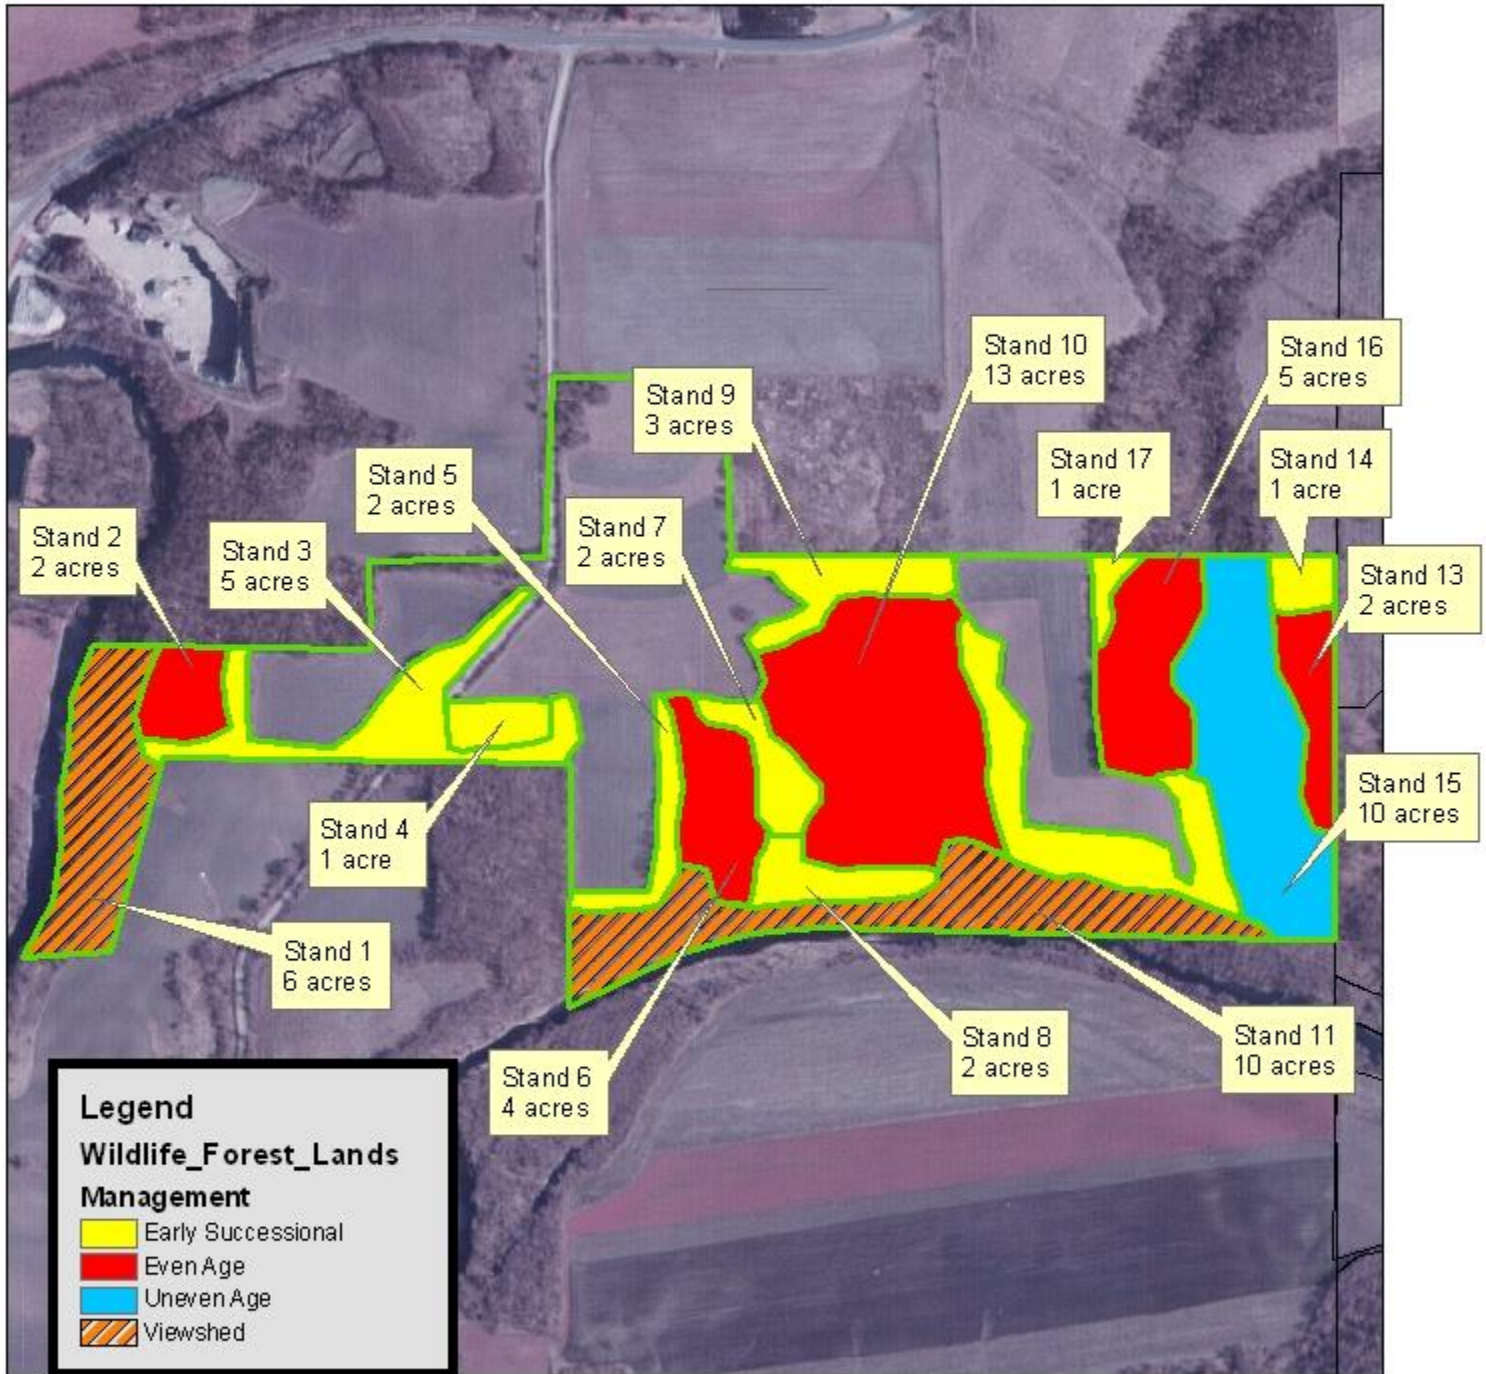 Stand 10
13 acres
Stand 16
5 acres
Stand 9
3 acres
Stand 5
2 acres
Stand 17
1 acre
Stand 14
1 acre
Stand 2
2 acres
Stand 3
5 acres
Stand 7
2 acres
Stand 13
2 acres
Stand 4
1 acre
Stand 15
10 acres
Stand 1
6 acres
Stand 6
4 acres
Stand 8
2 acres
Stand 11
10 acres
Legend
Wildlife_Forest_Lands
Management
Early Successional
Even Age
Uneven Age
Viewshed